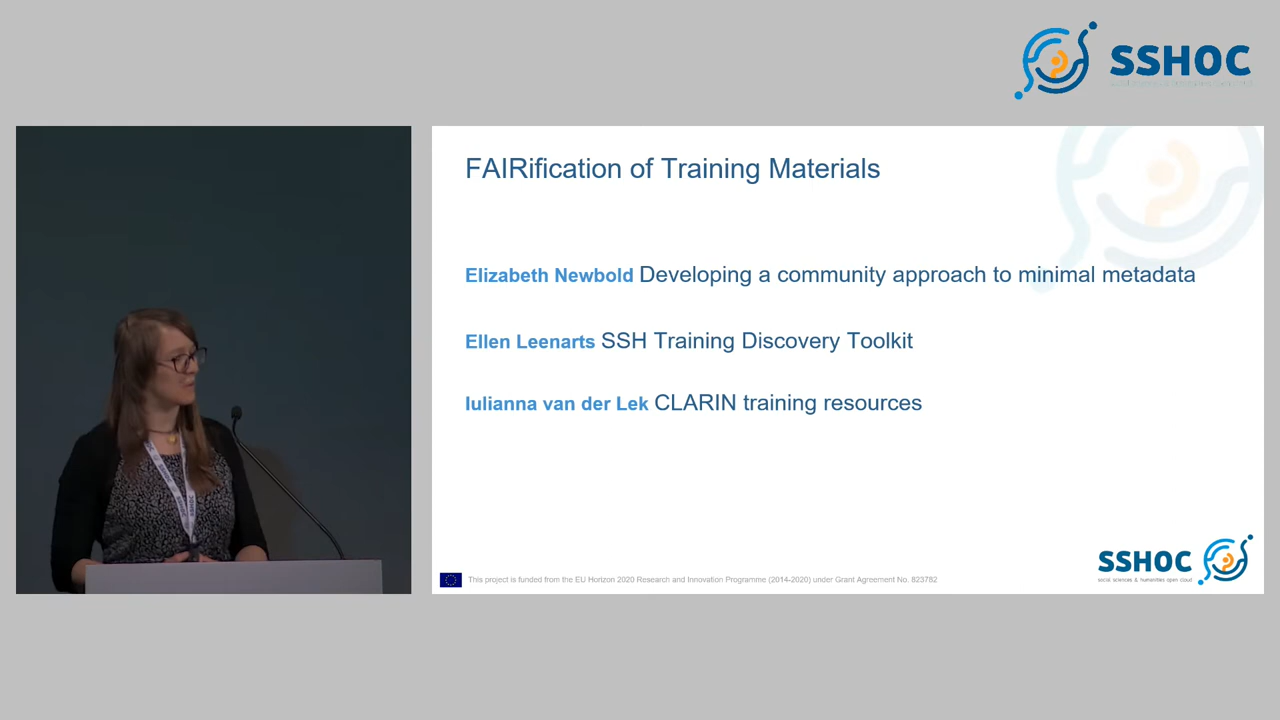 SSHOC
FAIRification of Training Materials
Elizabeth Newbold Developing a community approach to minimal metadata
Ellen Leenarts SSH Training Discovery Toolkit
Iulianna van der Lek CLARIN training resources
SSHOC
social sciences & humanities open cloud
This project is funded from the EU Horizon 2020 Research and Innovation Programme (2014-2020) under Grant Agreement No. 823782
SSHOC